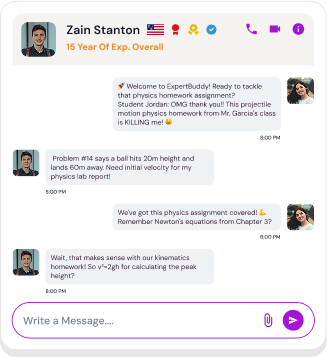 Zain Stanton
15 Year Of Exp. Overall
🚀 Welcome to ExpertBuddy! Ready to tackle
that physics homework assignment?
Student Jordan: OMG thank you!! This projectile
motion physics homework from Mr. Garcia's class
is KILLING me! 😩
8:00 PM
Problem #14 says a ball hits 20m height and
lands 60m away. Need initial velocity for my
physics lab report!
8:00 PM
We've got this physics assignment covered! 💪
Remember Newton's equations from Chapter 3?
8:00 PM
Wait, that makes sense with our kinematics
homework! So v²=2gh for calculating the peak
height?
8:00 PM
Write a Message....